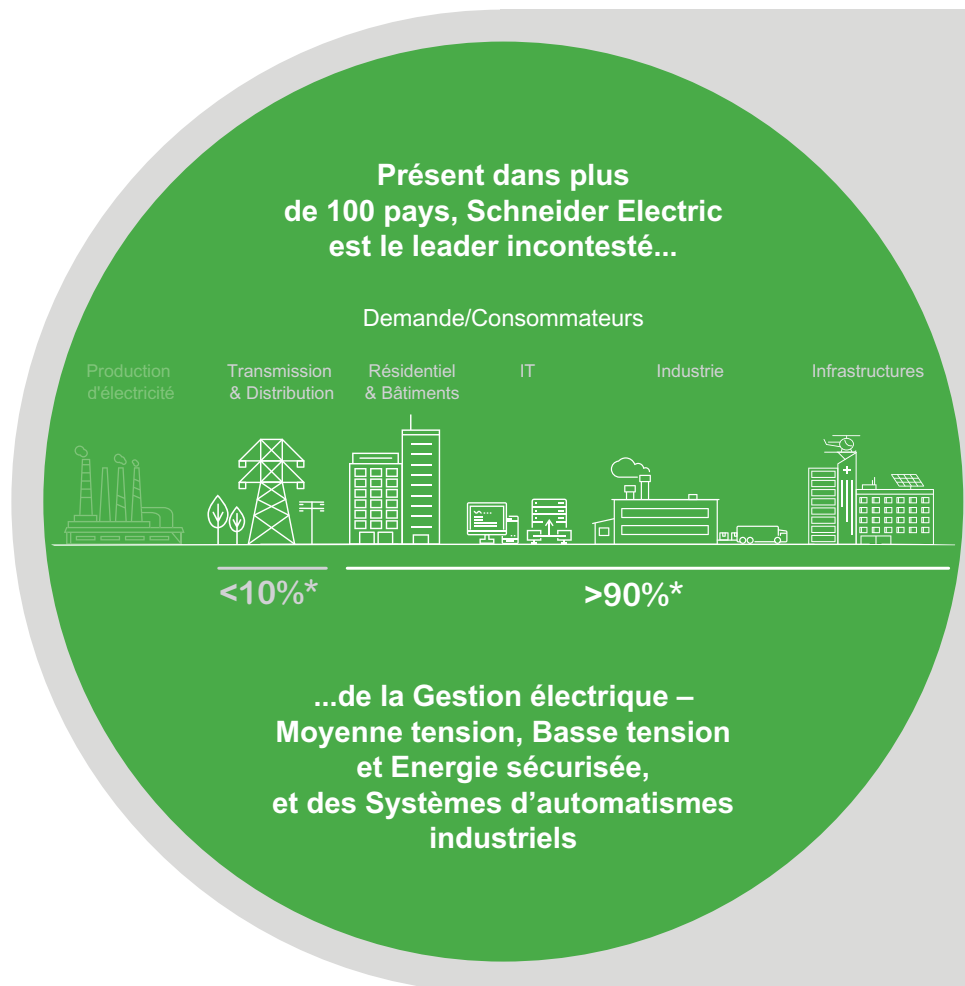 Présent dans plus
de 100 pays, Schneider Electric
est le leader incontesté...
Demande/Consommateurs
Production
d'électricité
Transmission
& Distribution
Résidentiel
& Bâtiments
IT
Industrie
Infrastructures
<10%*
>90%*
...de la Gestion électrique –
Moyenne tension, Basse tension
et Energie sécurisée,
et des Systèmes d’automatismes
industriels